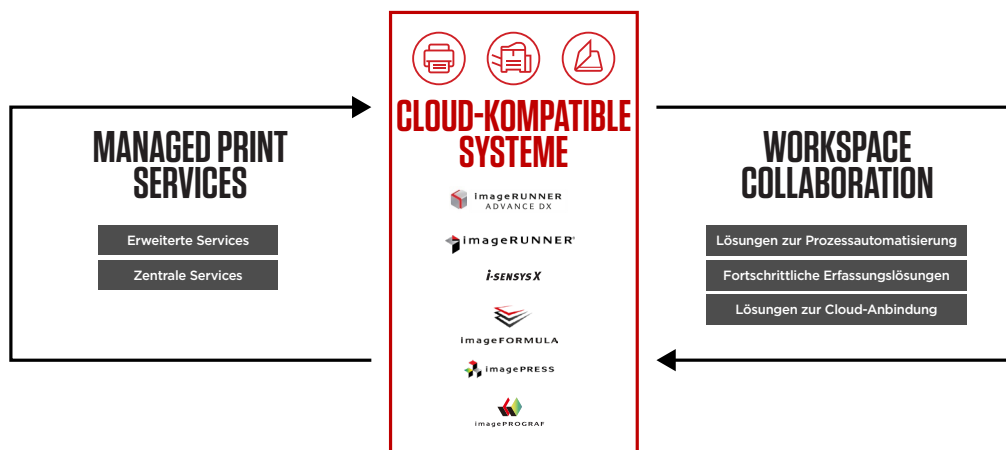 MANAGED PRINT
SERVICES
Erweiterte Services
Zentrale Services
CLOUD-KOMPATIBLE
SYSTEME
imageRUNNER
ADVANCE DX
imageRUNNER®
i-SENSYS X
imageFORMULA
imagePRESS
imagePROGRAF
WORKSPACE
COLLABORATION
Lösungen zur Prozessautomatisierung
Fortschrittliche Erfassungslösungen
Lösungen zur Cloud-Anbindung